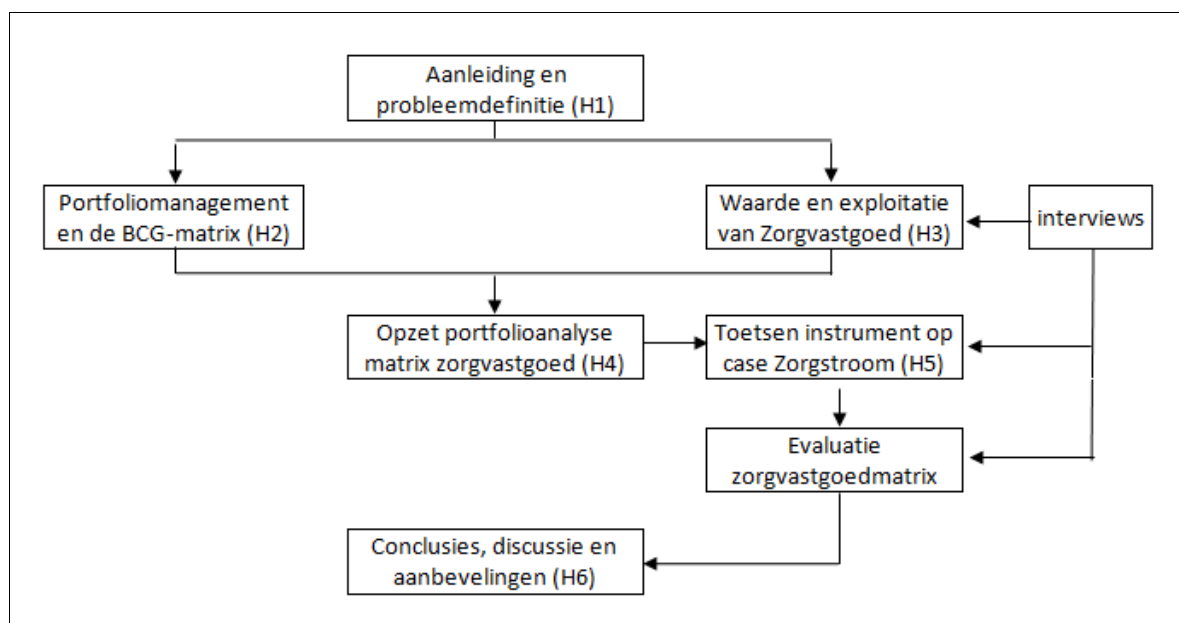 Aanleiding en
probleemdefinitie (H1)
Portfoliomanagement
en de BCG-matrix (H2)
Waarde en exploitatie
van Zorgvastgoed (H3)
interviews
Opzet portfolioanalyse
matrix zorgvastgoed (H4)
Toetsen instrument op
case Zorgstroom (H5)
Evaluatie
zorgvastgoedmatrix
Conclusies, discussie en
aanbevelingen (H6)